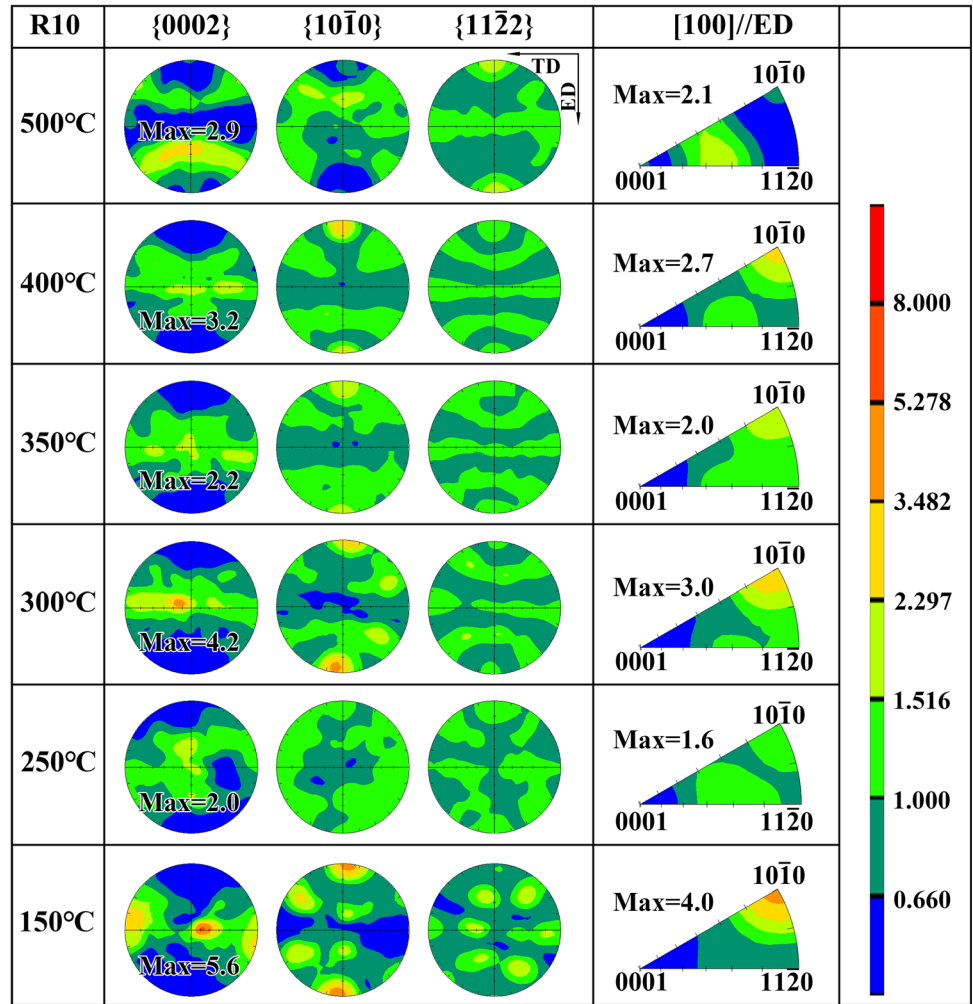 R10 {0002} {101̄0} {112̄2} [100]//ED
TD
ED
500°C Max=2.9 Max=2.1 101̄0
0001 112̄0
400°C Max=3.2 Max=2.7 101̄0
0001 112̄0
350°C Max=2.2 Max=2.0 101̄0
0001 112̄0
300°C Max=4.2 Max=3.0 101̄0
0001 112̄0
250°C Max=2.0 Max=1.6 101̄0
0001 112̄0
150°C Max=5.6 Max=4.0 101̄0
0001 112̄0
8.000
5.278
3.482
2.297
1.516
1.000
0.660